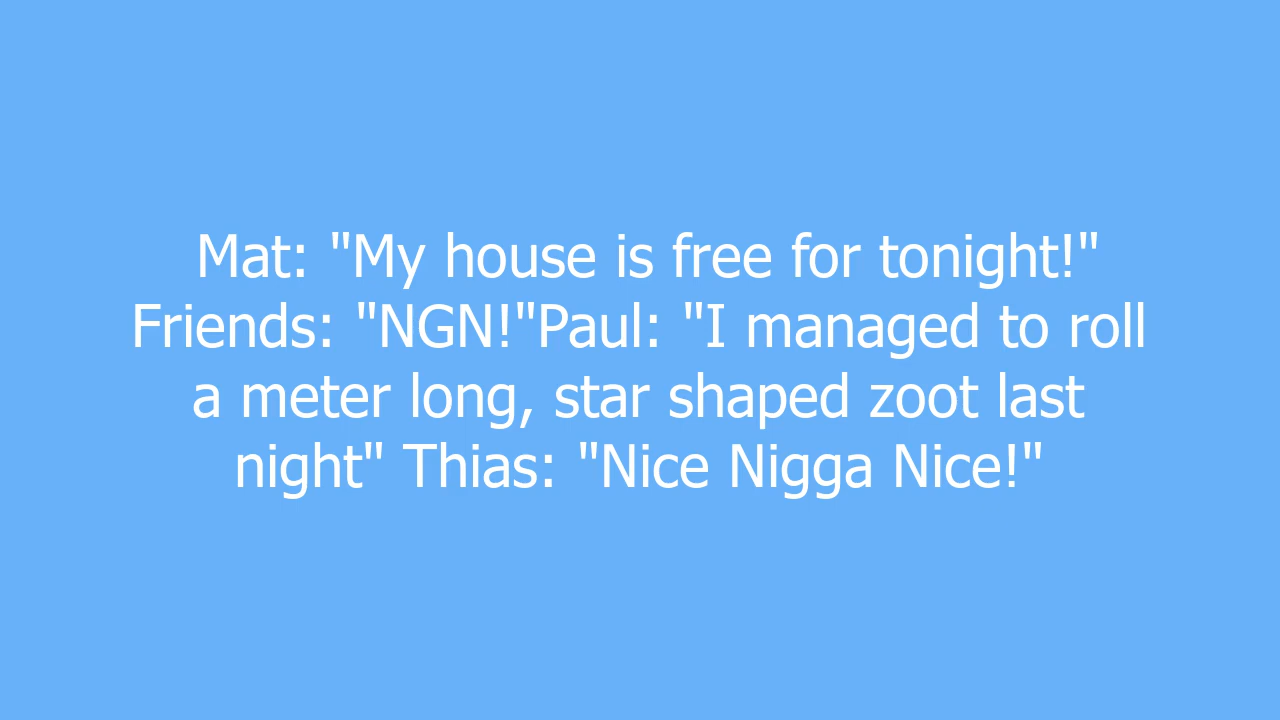 Mat: "My house is free for tonight!"
Friends: "NGN!"Paul: "I managed to roll
a meter long, star shaped zoot last
night" Thias: "Nice Nigga Nice!"